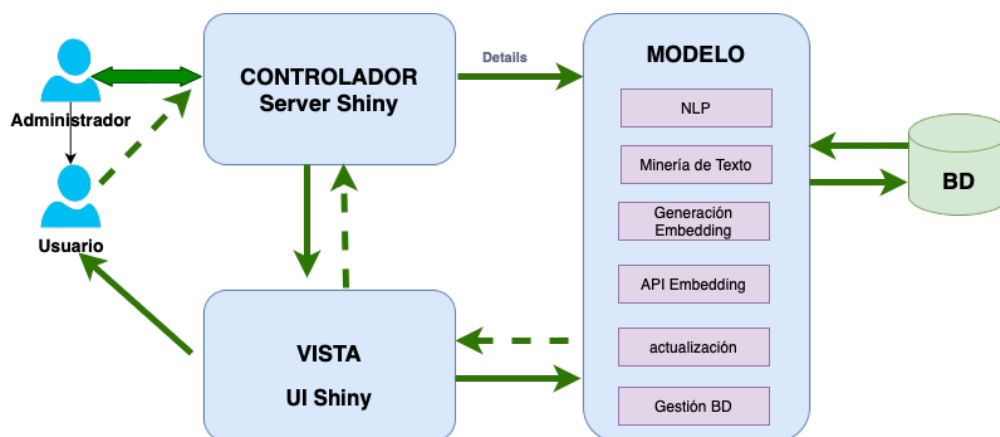 Administrador
Usuario
CONTROLADOR
Server Shiny
Details
MODELO
NLP
Minería de Texto
Generación
Embedding
API Embedding
actualización
Gestión BD
BD
VISTA
UI Shiny